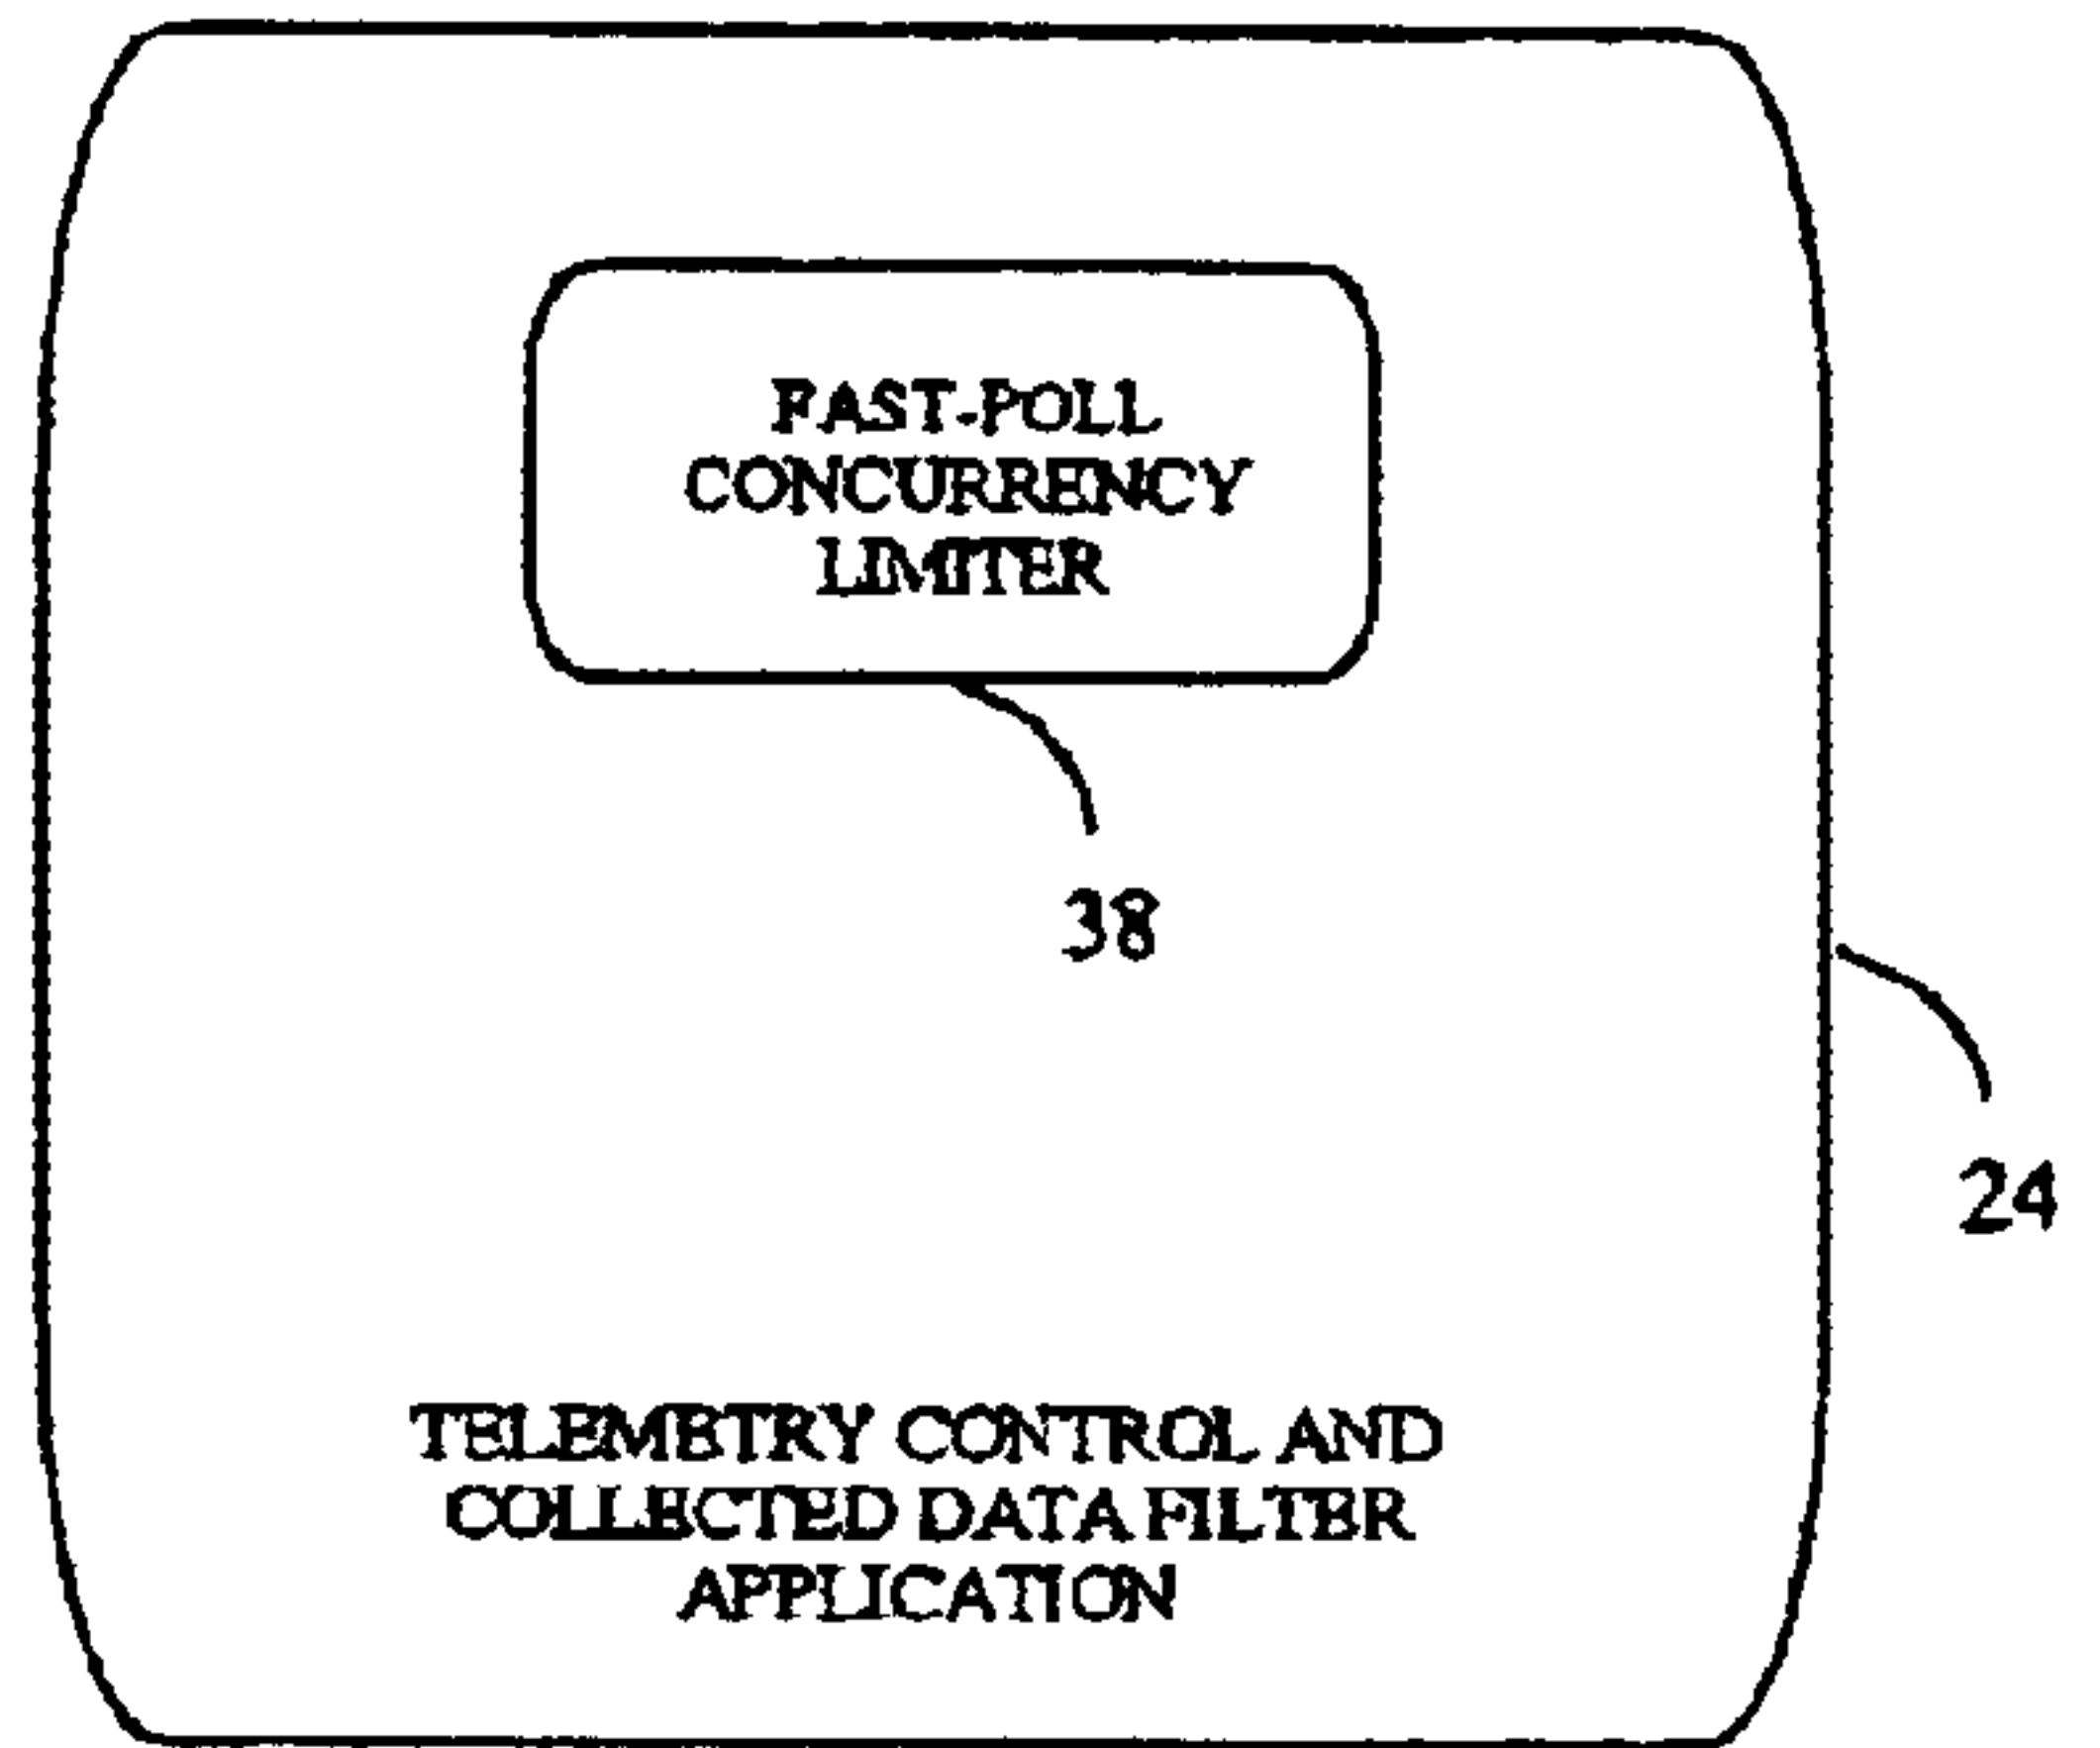 FAST-POLL
CONCURRENCY
LIMITER
38
24
TELEMETRY CONTROL AND
COLLECTED DATA FILTER
APPLICATION